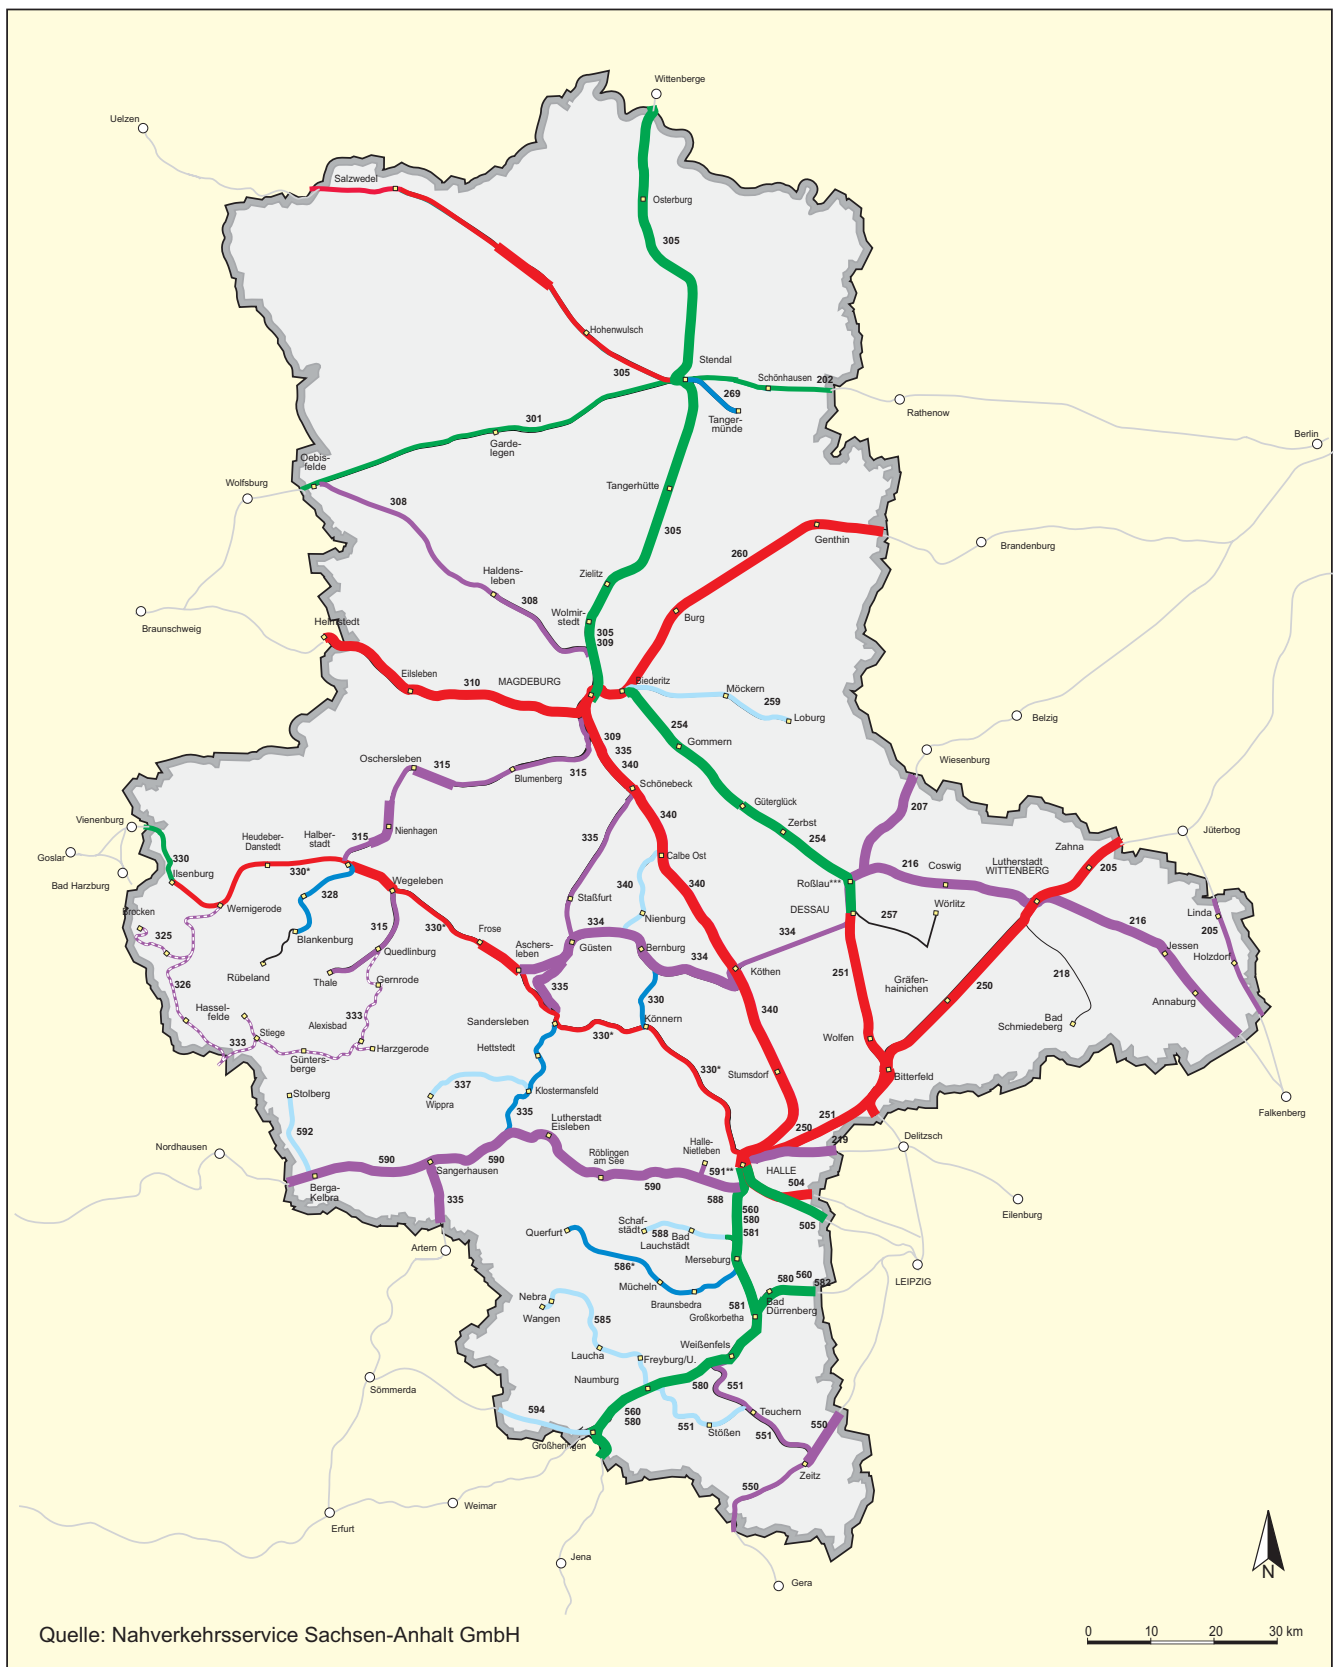 Wittenberge
Uelzen
Salzwedel
Osterburg
305
Hohenwulsch
Stendal
305
Schönhausen
202
269
Rathenow
Tanger-
münde
301
Garde-
legen
Berlin
Oebis-
felde
Wolfsburg
Tangerhütte
308
305
Genthin
Brandenburg
260
Zielitz
Haldens-
leben
308
Wolmir-
stedt
Burg
Helmstedt
Braunschweig
305
309
Eilsleben
310
MAGDEBURG
Biederitz
Möckern
259
Loburg
Belzig
254
Gommern
309
335
340
Wiesenburg
Oschersleben
315
315
Blumenberg
Schönebeck
Güterglück
207
Vienenburg
Goslar
Bad Harzburg
330
Ilsenburg
Heudeber-
Danstedt
Halber-
stadt
315
Nienhagen
335
340
Zerbst
254
Jüterbog
Zahna
205
Calbe Ost
330*
328
Wegeleben
340
340
Roßlau***
216
Coswig
Lutherstadt
WITTENBERG
Brocken
Wernigerode
Staßfurt
Nienburg
DESSAU
257
Wörlitz
Linda
205
216
325
Blankenburg
315
330*
Frose
334
Güsten
Bernburg
334
334
Jessen
Holzdorf
Quedlinburg
Aschers-
leben
Köthen
251
Gräfen-
hainichen
250
218
Rübeland
Thale
Gernrode
326
335
330
340
Annaburg
Hassel-
felde
333
Alexisbad
Sandersleben
Könnern
Bad
Schmiedeberg
Stiege
333
Günters-
berge
Harzgerode
330*
Wolfen
Hettstedt
Stumsdorf
330*
Bitterfeld
Stolberg
337
Wippra
Klostermansfeld
Falkenberg
335
Lutherstadt
Eisleben
251
250
592
Nordhausen
219
Delitzsch
Halle-
Nietleben
590
590
Röblingen
am See
591**
HALLE
Sangerhausen
Berga-
Kelbra
335
590
588
504
Eilenburg
560
580
581
505
Querfurt
Schaf-
städt
588
Bad
Lauchstädt
Artern
Merseburg
586*
LEIPZIG
580
560
582
Mücheln
Braunsbedra
Bad
Dürrenberg
Nebra
Wangen
581
Großkorbetha
585
Weißenfels
Laucha
Freyburg/U.
Naumburg
580
551
Sömmerda
594
560
580
Teuchern
551
Stößen
551
550
Großheringen
Zeitz
550
Weimar
Erfurt
Jena
Gera
N
Quelle: Nahverkehrsservice Sachsen-Anhalt GmbH
0 10 20 30 km